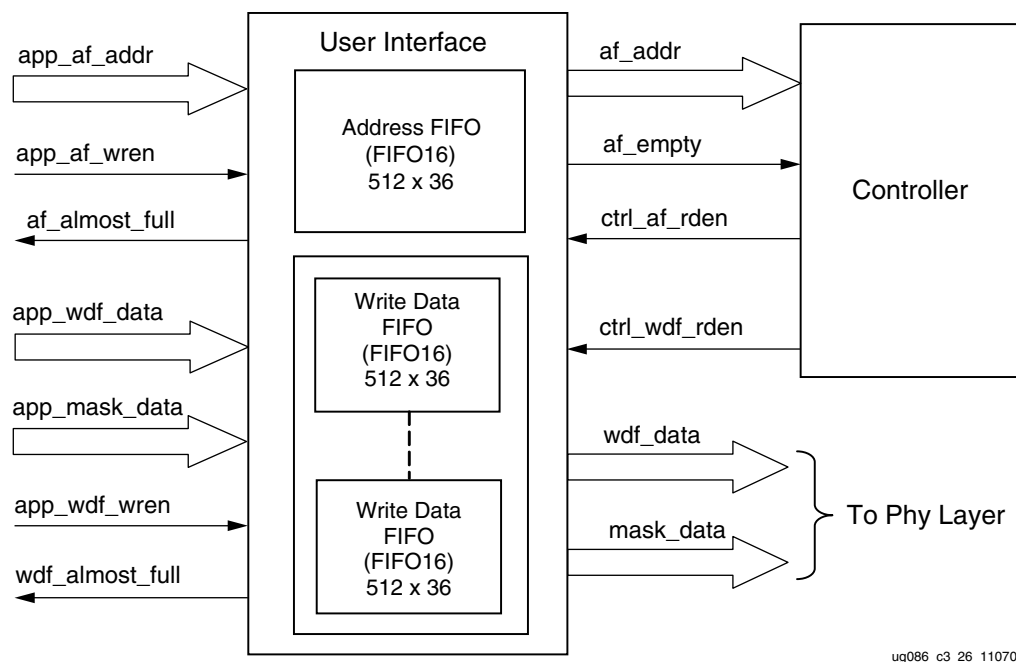 User Interface
app_af_addr
app_af_wren
af_almost_full
app_wdf_data
app_mask_data
app_wdf_wren
wdf_almost_full
Address FIFO
(FIFO16)
512 x 36
Write Data
FIFO
(FIFO16)
512 x 36
Write Data
FIFO
(FIFO16)
512 x 36
af_addr
af_empty
ctrl_af_rden
ctrl_wdf_rden
wdf_data
mask_data
Controller
To Phy Layer
ug086_c3_26_11070